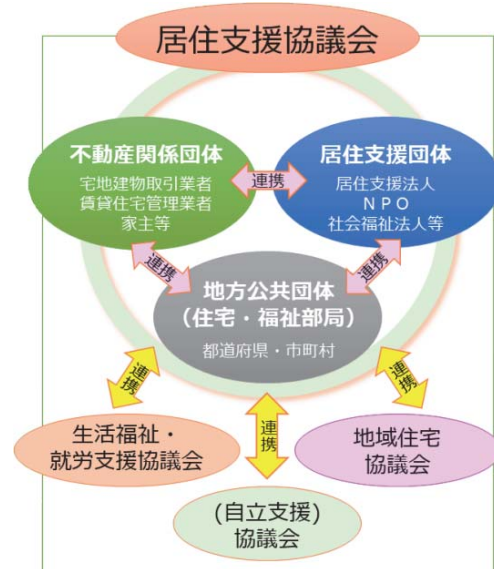 居住支援協議会
不動産関係団体
宅地建物取引業者
賃貸住宅管理業者
家主等
連携
居住支援団体
居住支援法人
NPO
社会福祉法人等
連携
連携
地方公共団体
(住宅・福祉部局)
都道府県・市町村
連携
連携
連携
生活福祉・
就労支援協議会
(自立支援)
協議会
地域住宅
協議会